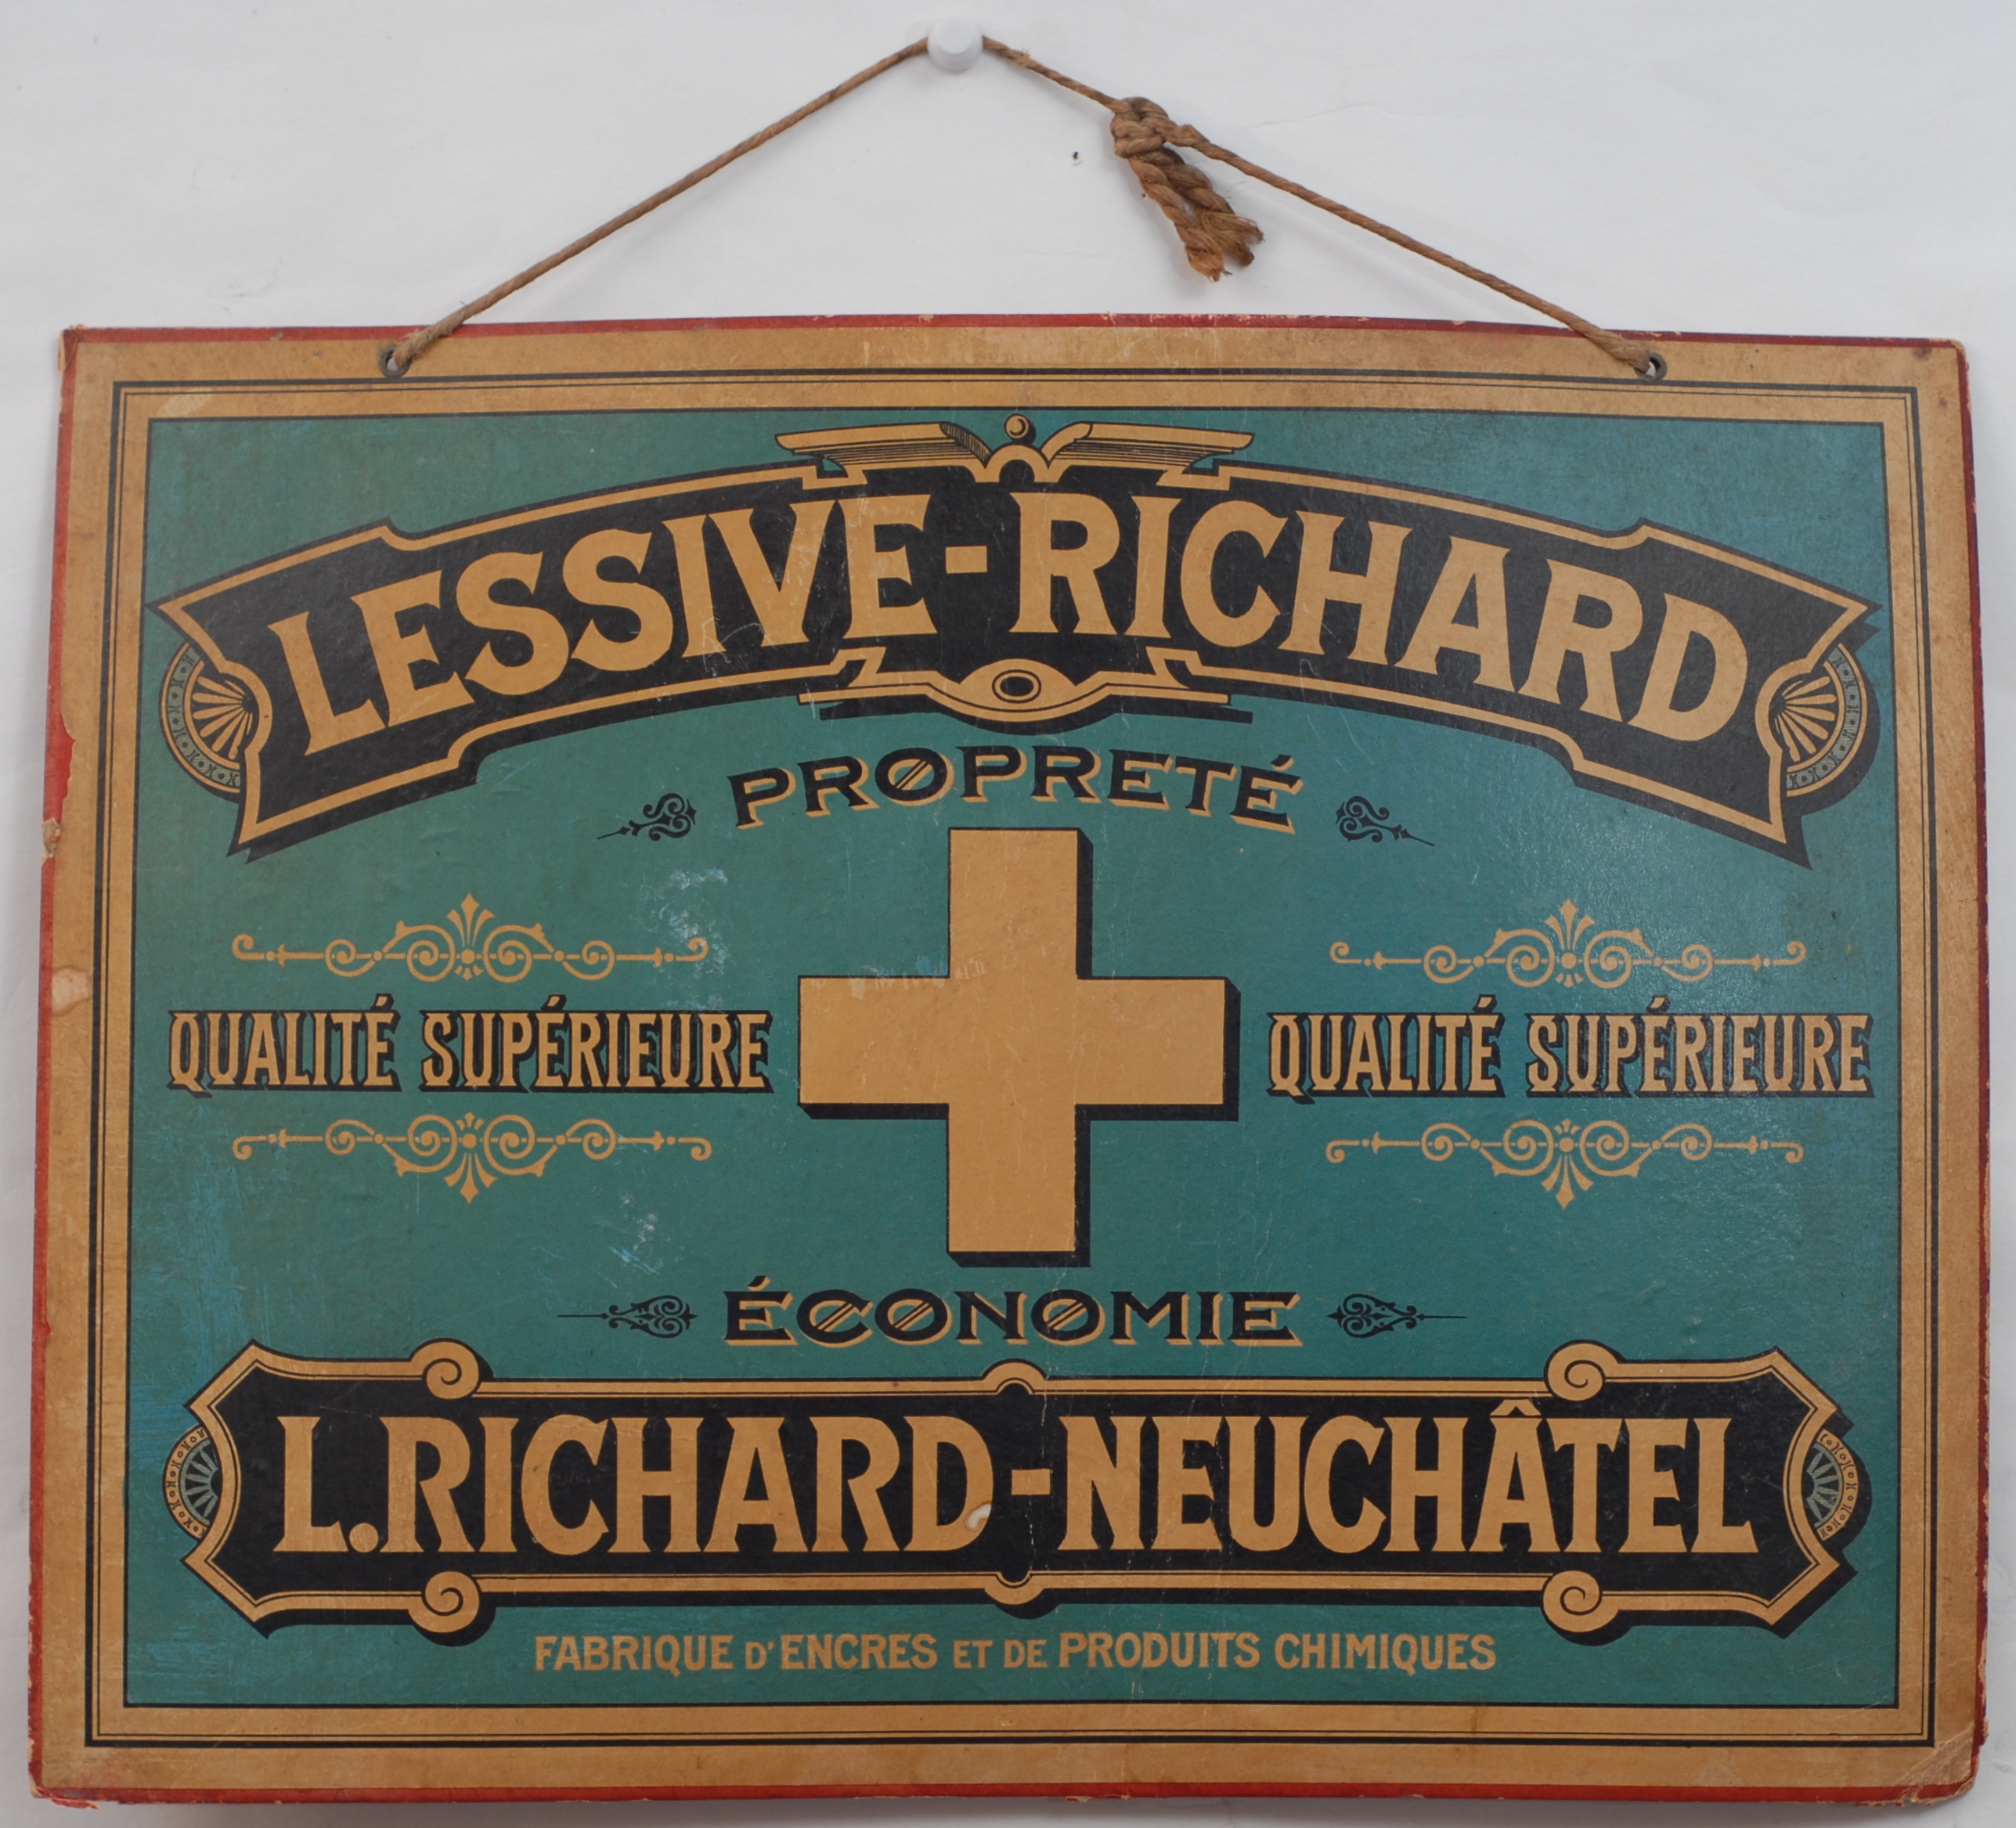 LESSIVE-RICHARD
PROPRETÉ
QUALITÉ SUPÉRIEURE
QUALITÉ SUPÉRIEURE
ÉCONOMIE
L.RICHARD-NEUCHÂTEL
FABRIQUE D'ENCRES ET DE PRODUITS CHIMIQUES